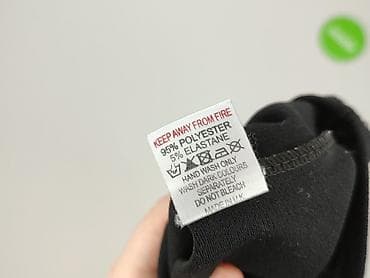 KEEP AWAY FROM FIRE
95% POLYESTER
5% ELASTANE
HAND WASH ONLY
WASH DARK COLOURS
SEPARATELY
DO NOT BLEACH
MADE IN U.K